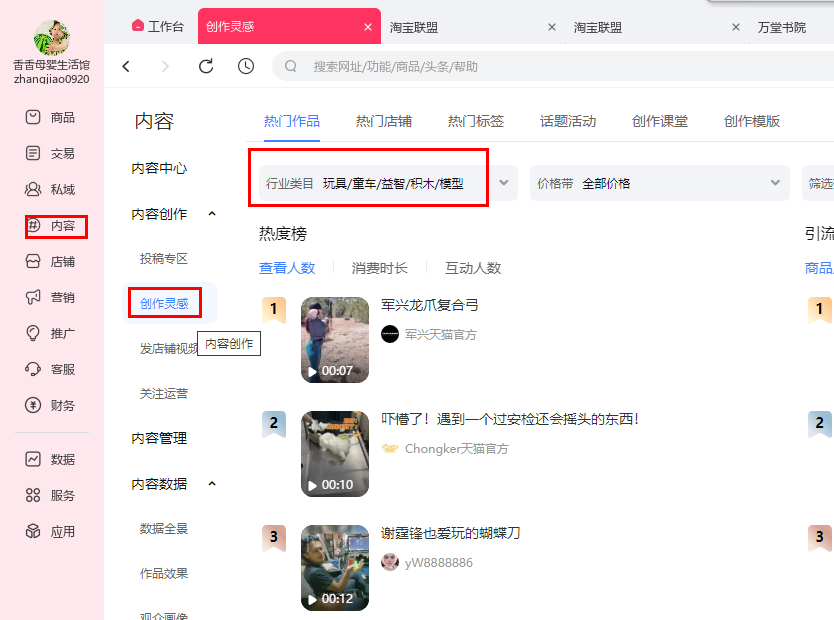 工作台
创作灵感
淘宝联盟
淘宝联盟
万堂书院
香香母婴生活馆
zhangjiao0920
搜索网址/功能/商品/头条/帮助
商品
交易
私域
内容
店铺
营销
推广
客服
财务
数据
服务
应用
内容
内容中心
内容创作
投稿专区
创作灵感
内容创作
发店铺视频
关注运营
内容管理
内容数据
数据全景
作品效果
观众画像
热门作品
热门店铺
热门标签
话题活动
创作课堂
创作模版
行业类目 玩具/童车/益智/积木/模型
价格带 全部价格
筛选
热度榜
引流
查看人数
消费时长
互动人数
商品
1
00:07
军兴龙爪复合弓
军兴天猫官方
1
2
00:10
吓懵了！遇到一个过安检还会摇头的东西！
Chongker天猫官方
2
3
00:12
谢霆锋也爱玩的蝴蝶刀
yW8888886
3